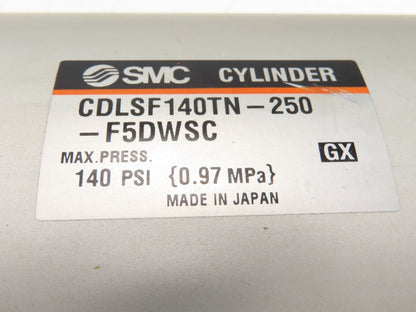 SMC CYLINDER
CDLSF140TN-250
-F5DWSC
MAX.PRESS.
GX
140 PSI {0.97 MPa}
MADE IN JAPAN